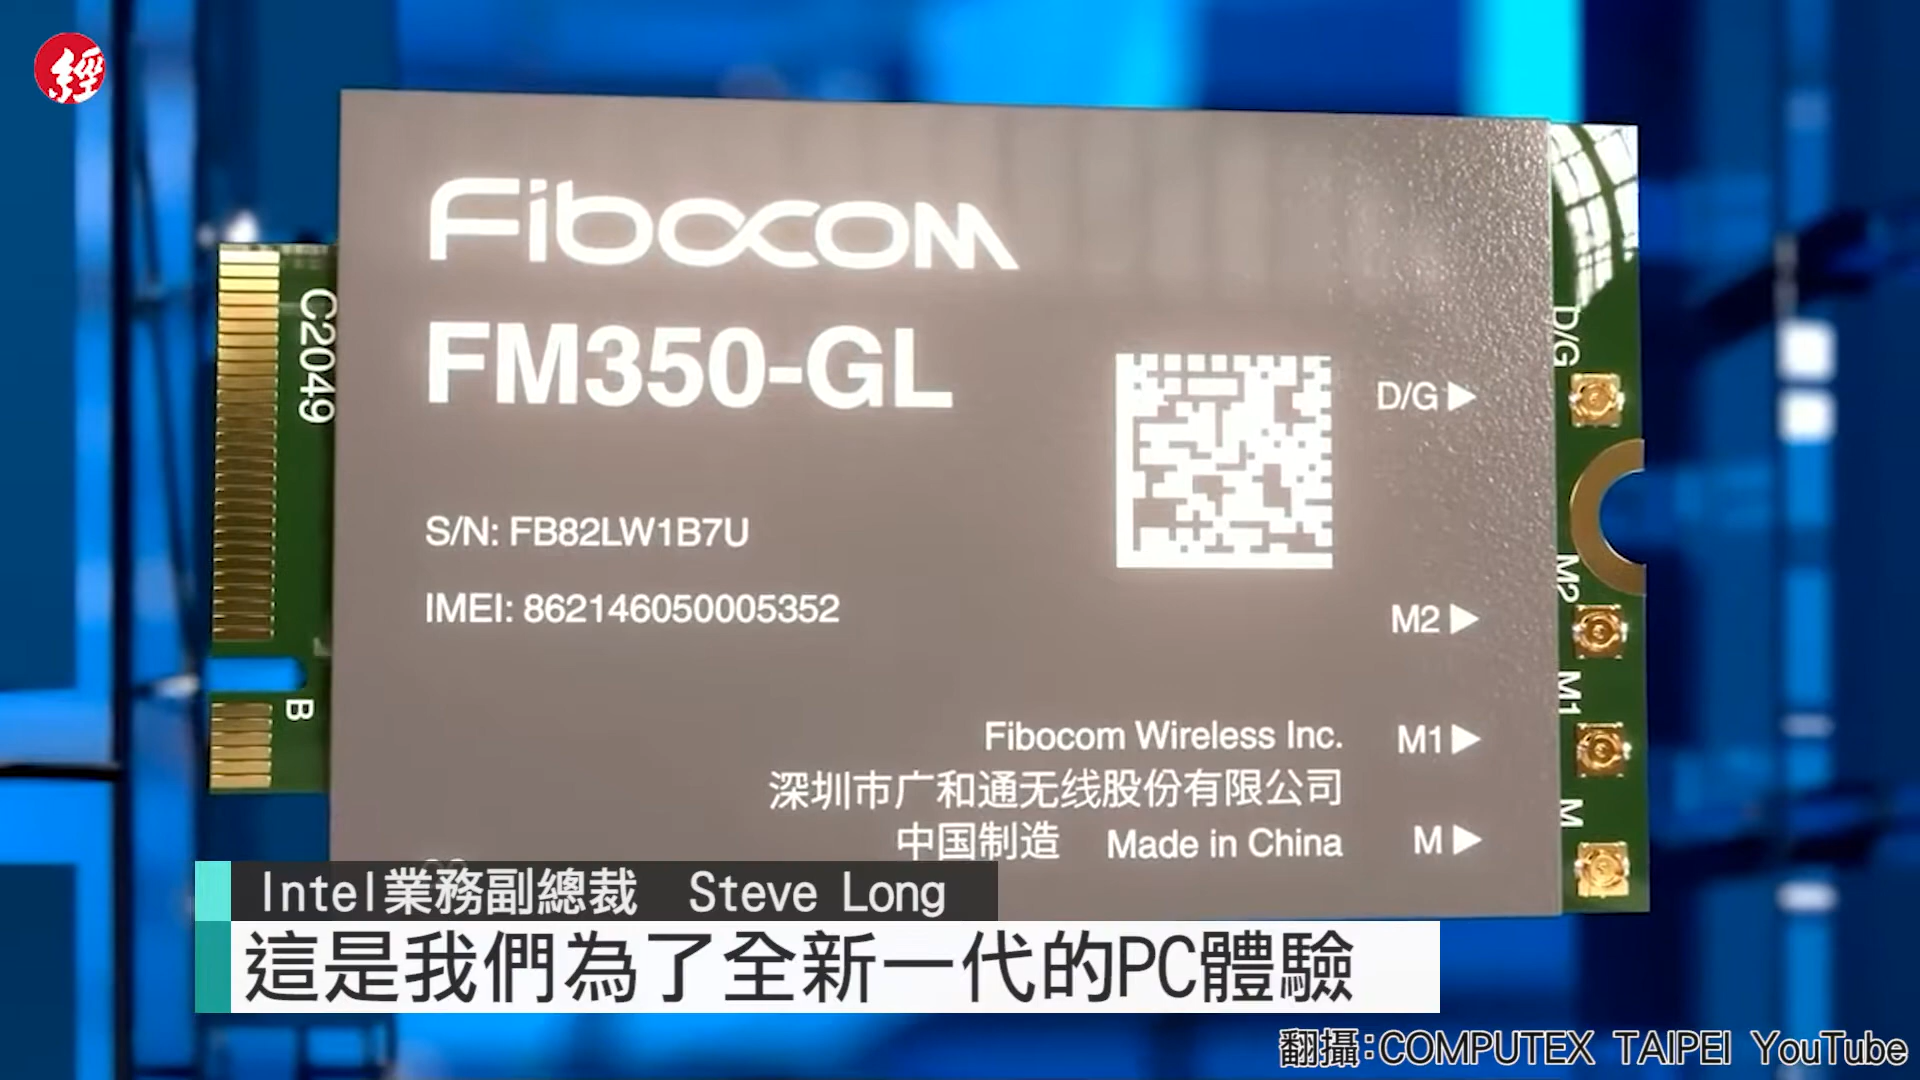 經
Fibocom
FM350-GL
C2049
D/G
D/G
S/N: FB82LW1B7U
IMEI: 862146050005352
M2
M2
B
M1
Fibocom Wireless Inc.
M1
深圳市广和通无线股份有限公司
中国制造 Made in China
M
M
Intel業務副總裁 Steve Long
這是我們為了全新一代的PC體驗
翻攝:COMPUTEX TAIPEI YouTube